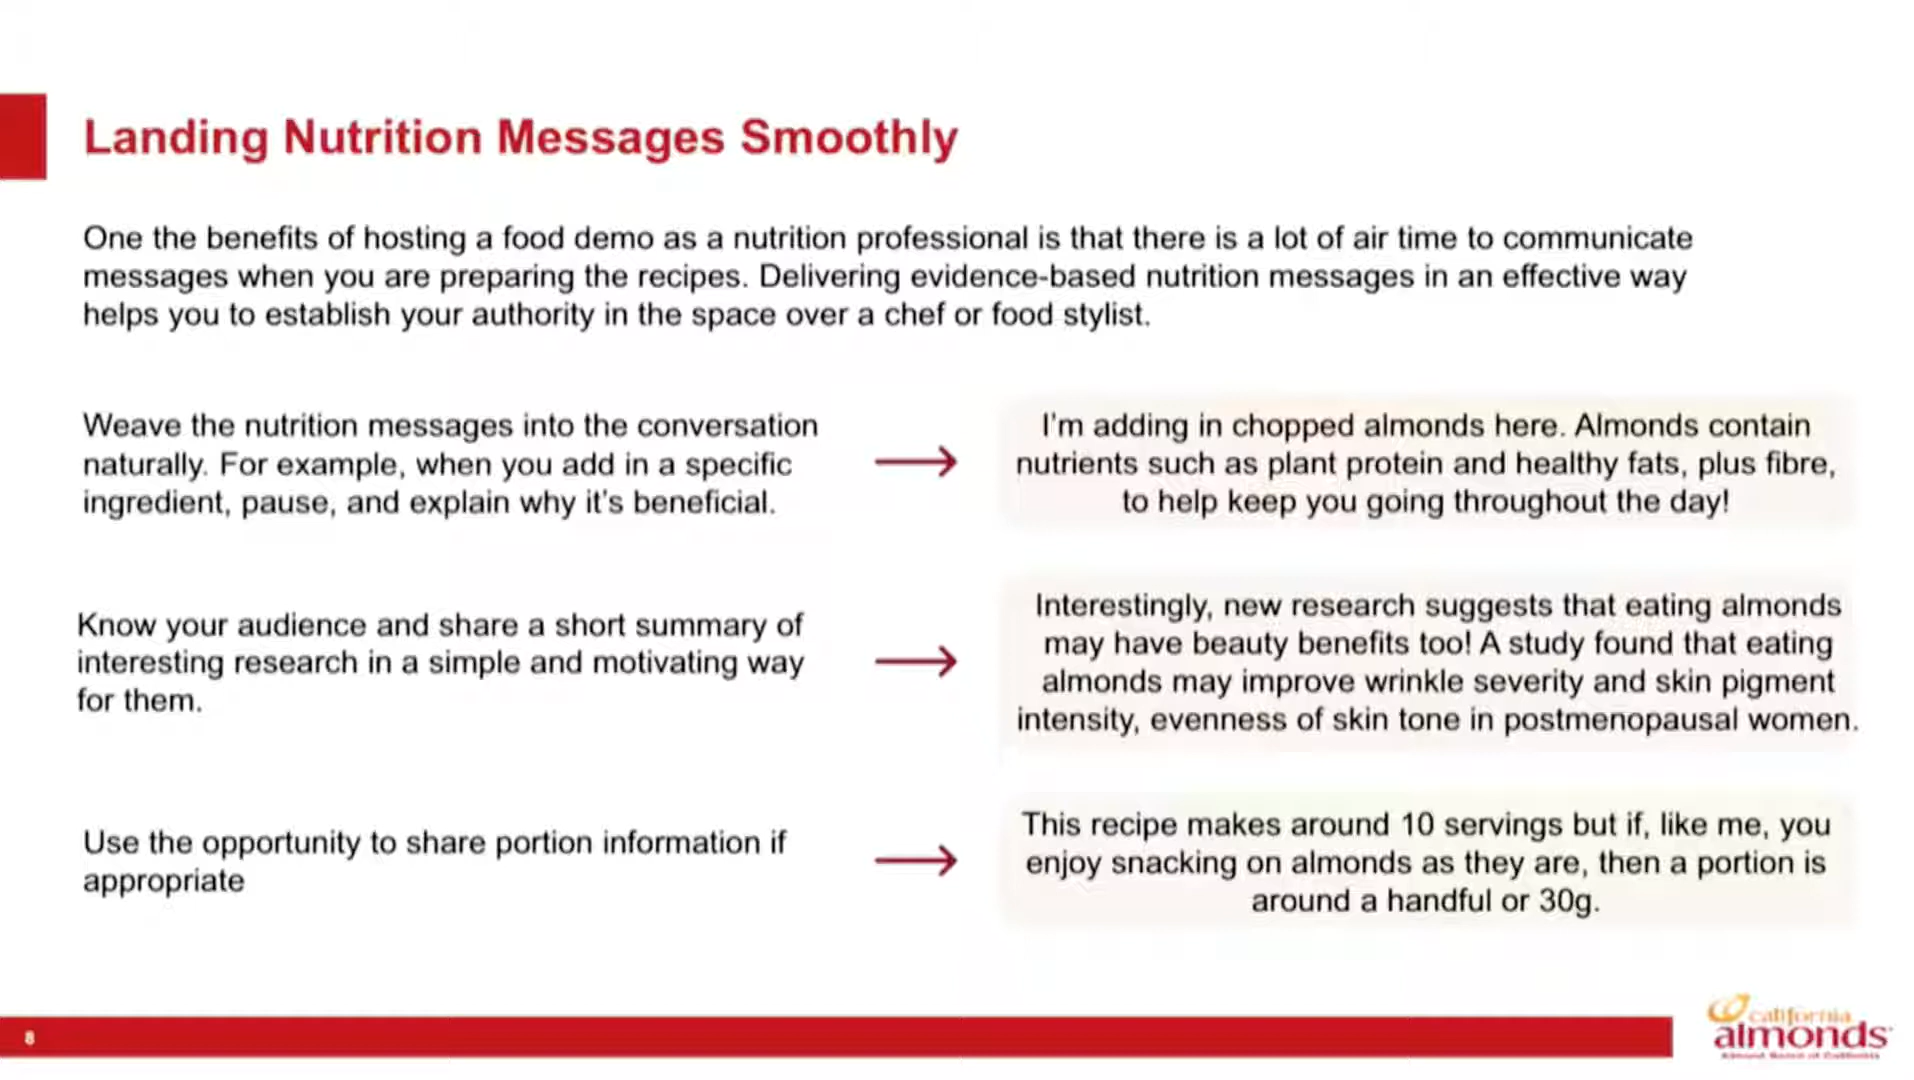 Landing Nutrition Messages Smoothly
One the benefits of hosting a food demo as a nutrition professional is that there is a lot of air time to communicate
messages when you are preparing the recipes. Delivering evidence-based nutrition messages in an effective way
helps you to establish your authority in the space over a chef or food stylist.
Weave the nutrition messages into the conversation
naturally. For example, when you add in a specific
ingredient, pause, and explain why it's beneficial.
I'm adding in chopped almonds here. Almonds contain
nutrients such as plant protein and healthy fats, plus fibre,
to help keep you going throughout the day!
Know your audience and share a short summary of
interesting research in a simple and motivating way
for them.
Interestingly, new research suggests that eating almonds
may have beauty benefits too! A study found that eating
almonds may improve wrinkle severity and skin pigment
intensity, evenness of skin tone in postmenopausal women.
Use the opportunity to share portion information if
appropriate
This recipe makes around 10 servings but if, like me, you
enjoy snacking on almonds as they are, then a portion is
around a handful or 30g.
8
california
almonds
Almond Board of California